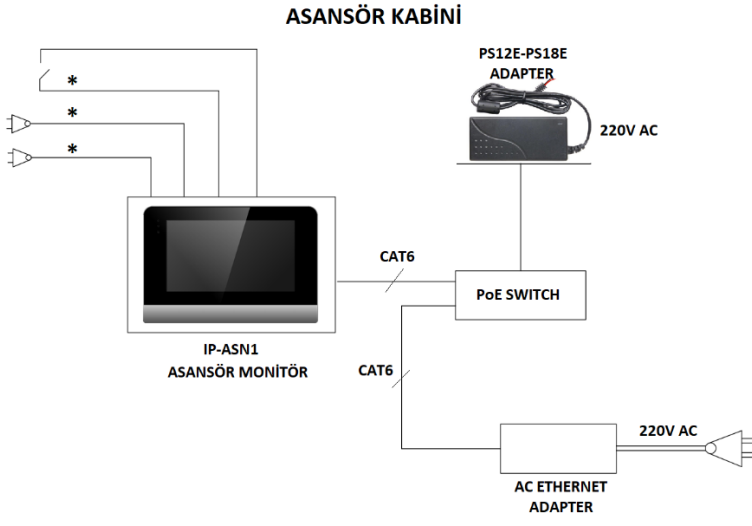 ASANSÖR KABİNİ
PS12E-PS18E
ADAPTER
220V AC
*
*
*
CAT6
PoE SWITCH
IP-ASN1
ASANSÖR MONİTÖR
CAT6
220V AC
AC ETHERNET
ADAPTER